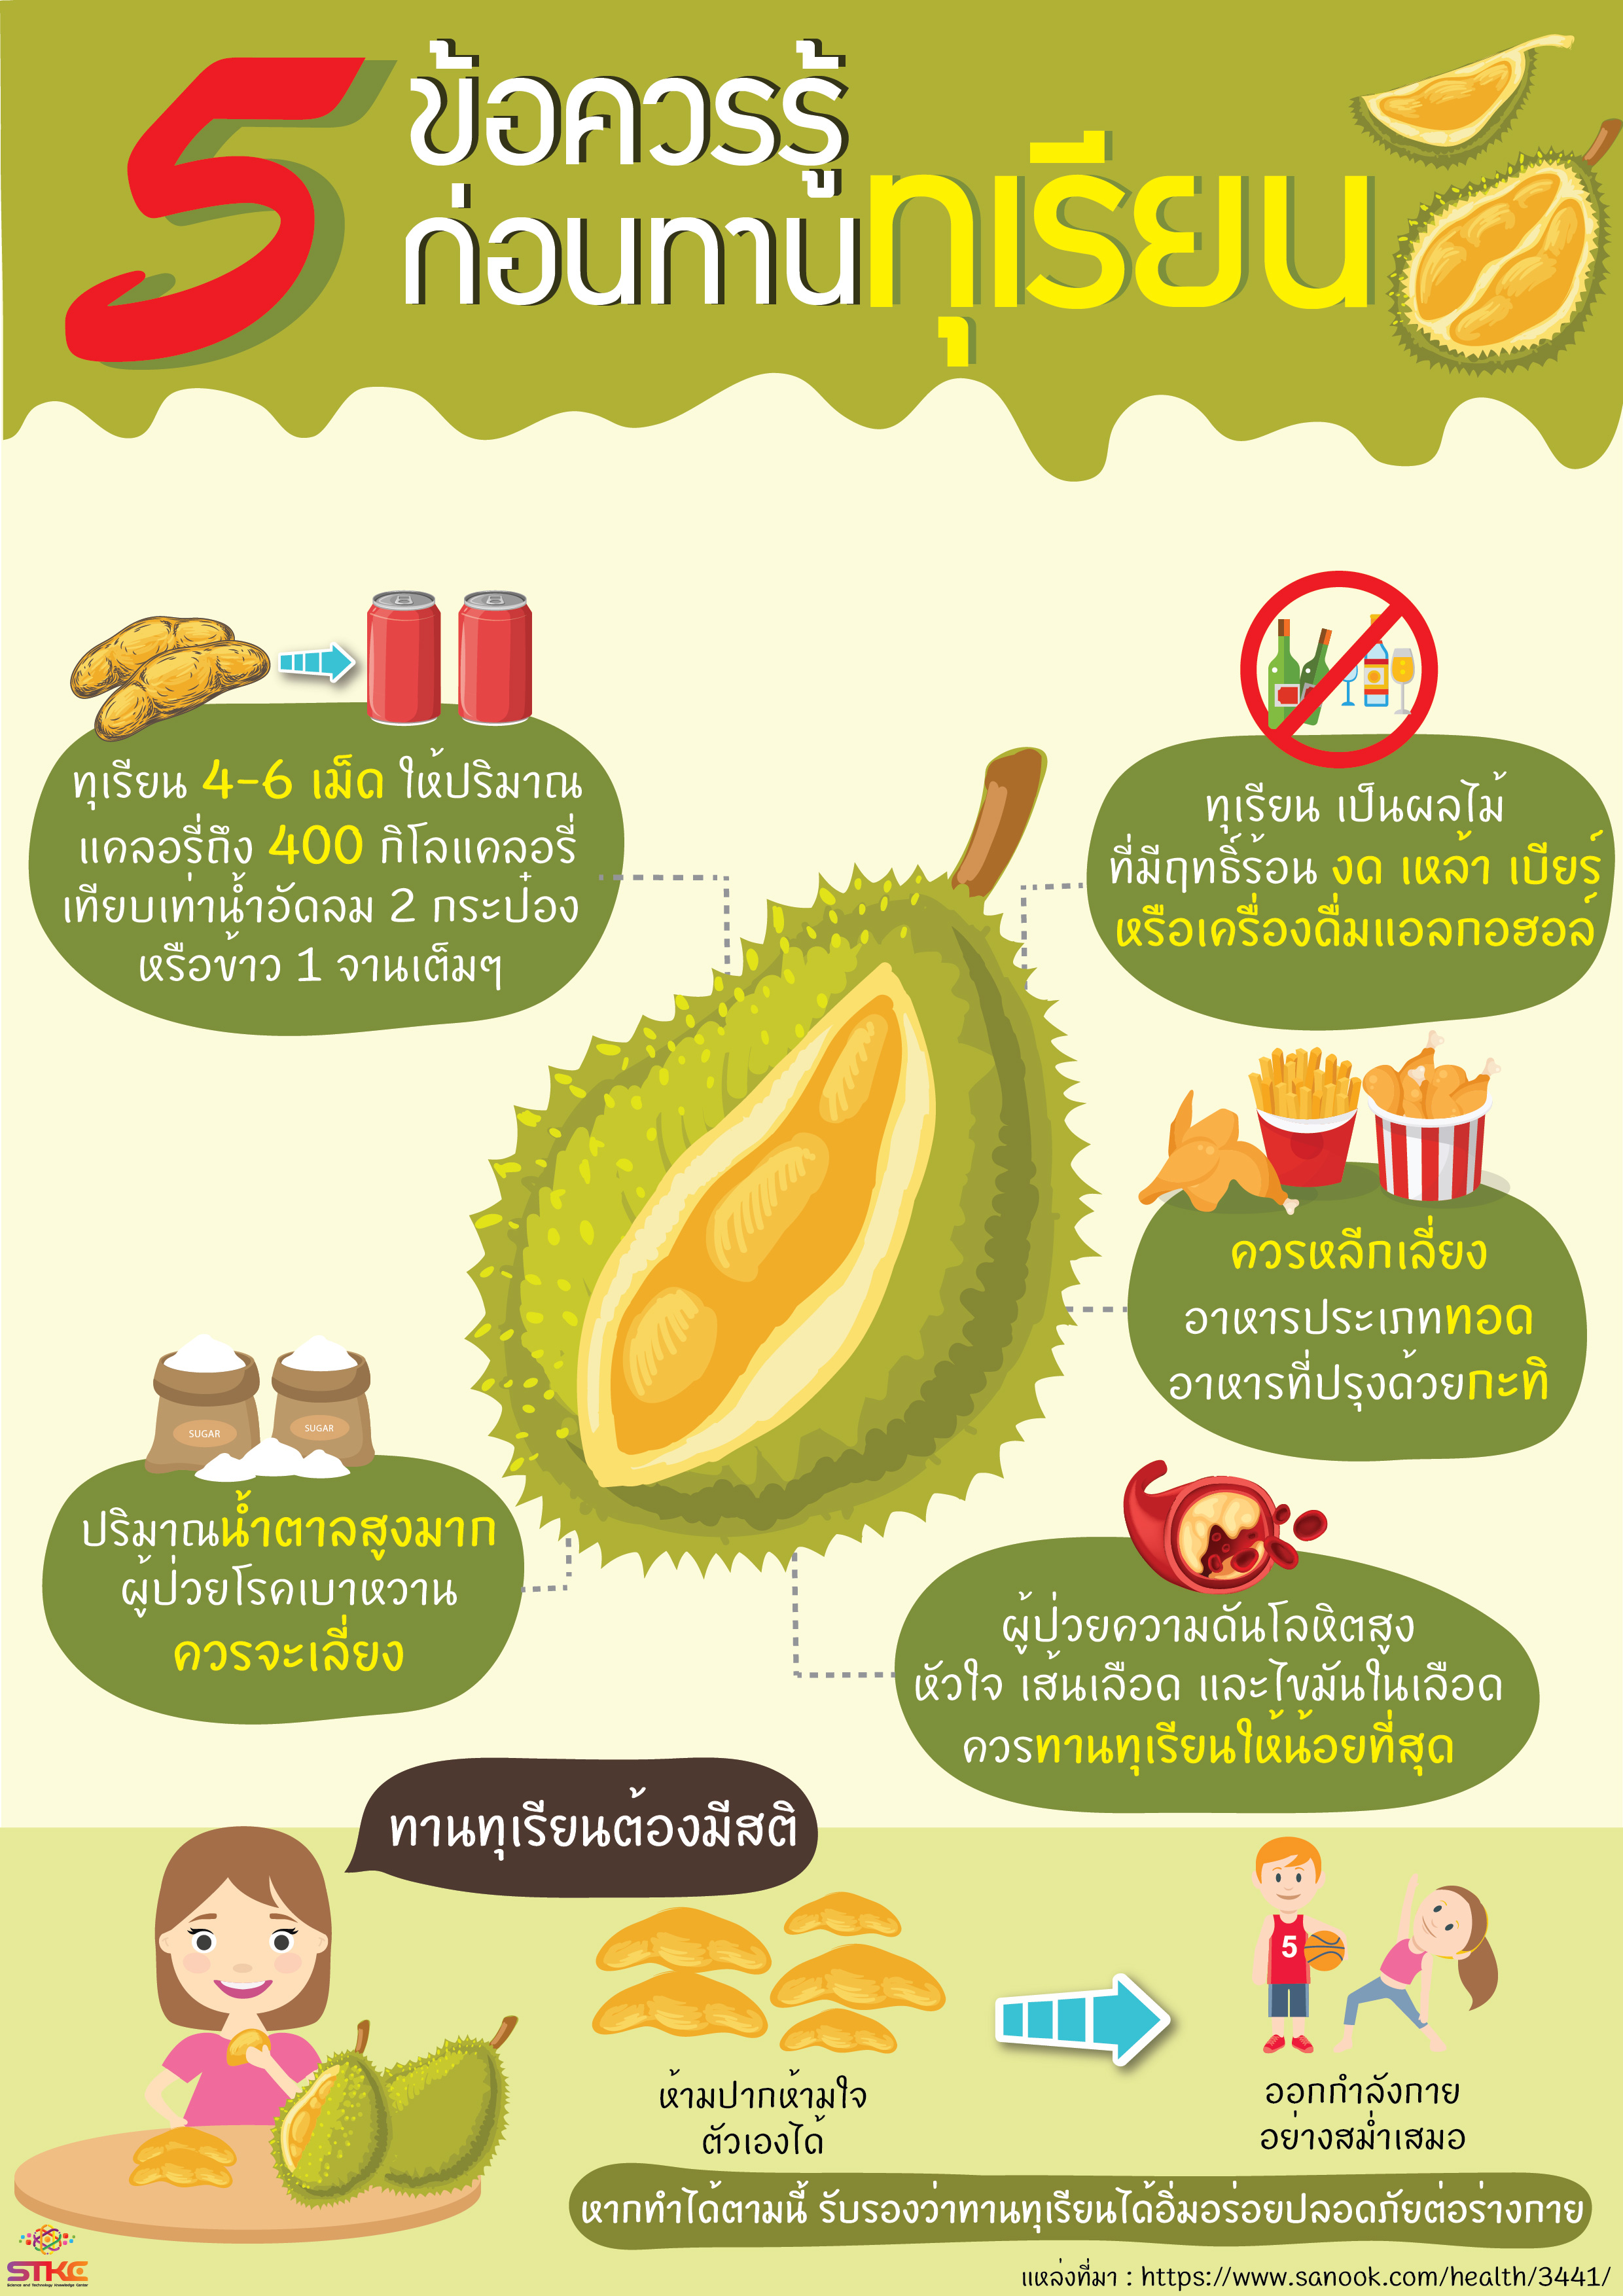 5
ข้อควรรู้
ก่อนทานทุเรียน
ทุเรียน 4-6 เม็ด ให้ปริมาณ
แคลอรี่ถึง 400 กิโลแคลอรี่
เทียบเท่าน้ำอัดลม 2 กระป๋อง
หรือข้าว 1 จานเต็มๆ
ทุเรียน เป็นผลไม้
ที่มีฤทธิ์ร้อน งด เหล้า เบียร์
หรือเครื่องดื่มแอลกอฮอล์
ควรหลีกเลี่ยง
อาหารประเภททอด
อาหารที่ปรุงด้วยกะทิ
SUGAR
SUGAR
ปริมาณน้ำตาลสูงมาก
ผู้ป่วยโรคเบาหวาน
ควรจะเลี่ยง
ผู้ป่วยความดันโลหิตสูง
หัวใจ เส้นเลือด และไขมันในเลือด
ควรทานทุเรียนให้น้อยที่สุด
ทานทุเรียนต้องมีสติ
5
ห้ามปากห้ามใจ
ตัวเองได้
ออกกำลังกาย
อย่างสม่ำเสมอ
หากทำได้ตามนี้ รับรองว่าทานทุเรียนได้อิ่มอร่อยปลอดภัยต่อร่างกาย
STKC
Science and Technology Knowledge Center
แหล่งที่มา : https://www.sanook.com/health/3441/